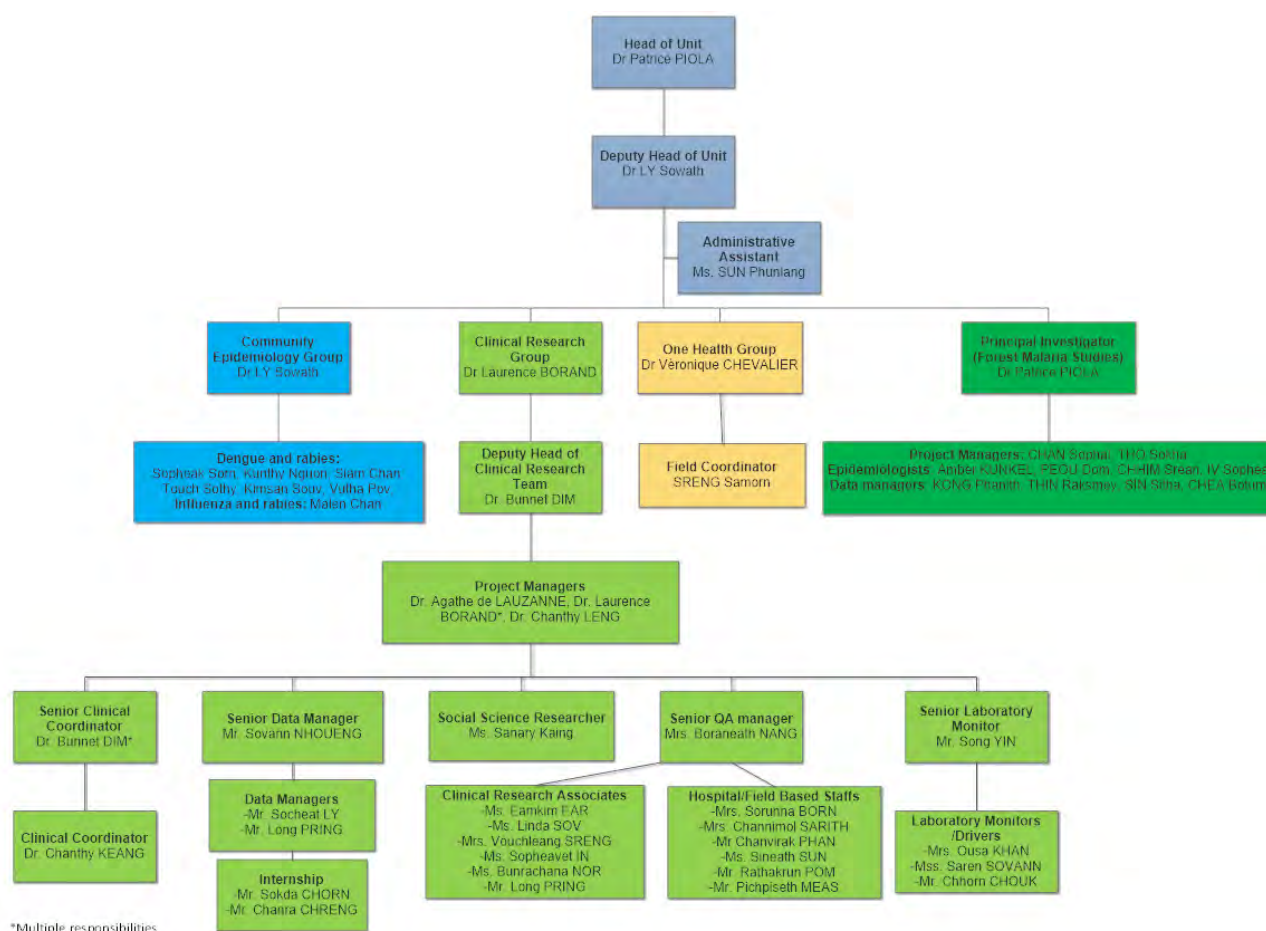 Head of Unit
Dr Patrice PIOLA
Deputy Head of Unit
Dr LY Sowath
Administrative
Assistant
Ms. SUN Phunlang
Community
Epidemiology Group
Dr LY Sowath
Clinical Research
Group
Dr Laurence BORAND
One Health Group
Dr Véronique CHEVALIER
Principal Investigator
(Forest Malaria Studies)
Dr Patrice PIOLA
Dengue and rabies:
Sopheak Sorn, Kunthy Nguon, Siam Chan
Touch Sothy, Kimsan Souv, Vutha Pov,
Influenza and rabies: Malen Chan
Deputy Head of
Clinical Research
Team
Dr. Bunnet DIM
Field Coordinator
SRENG Samorn
Project Managers: CHAN Sophal, THO
Epidemiologists: Amber KUNKEL, PEGU Dom, CHHIM Srean, IV
Data managers: KONG Phanith, THIN Raksmey, SIN Sitha, CHEA Botum
Project Managers
Dr. Agathe de LAUZANNE, Dr. Laurence
BORAND*, Dr. Chanthy LENG
Senior Clinical
Coordinator
Dr. Bunnet DIM*
Senior Data Manager
Mr. Sovann NHOUENG
Social Science Researcher
Ms. Sanary Kaing
Senior QA manager
Mrs. Boraneath NANG
Senior Laboratory
Monitor
Mr. Song YIN
Clinical Coordinator
Dr. Chanthy KEANG
Data Managers
-Mr. Socheat LY
-Mr. Long PRING
Internship
-Mr. Sokda CHORN
-Mr. Chanra CHRENG
Clinical Research Associates
-Ms. Eamkim EAR
-Ms. Linda SOV
-Mrs. Vouchleang SRENG
-Ms. Sopheavet IN
-Ms. Bunrachana NOR
-Mr. Long PRING
Hospital/Field Based Staffs
-Mrs. Sorunna BORN
-Mrs. Channimol SARITH
-Mr Chanvirak PHAN
-Ms. Sineath SUN
-Mr. Rathakrun POM
-Mr. Pichpiseth MEAS
Laboratory Monitors
/Drivers
-Mrs. Ousa KHAN
-Mss. Saren SOVANN
-Mr. Chhorn CHOUK
*Multiple responsibilities